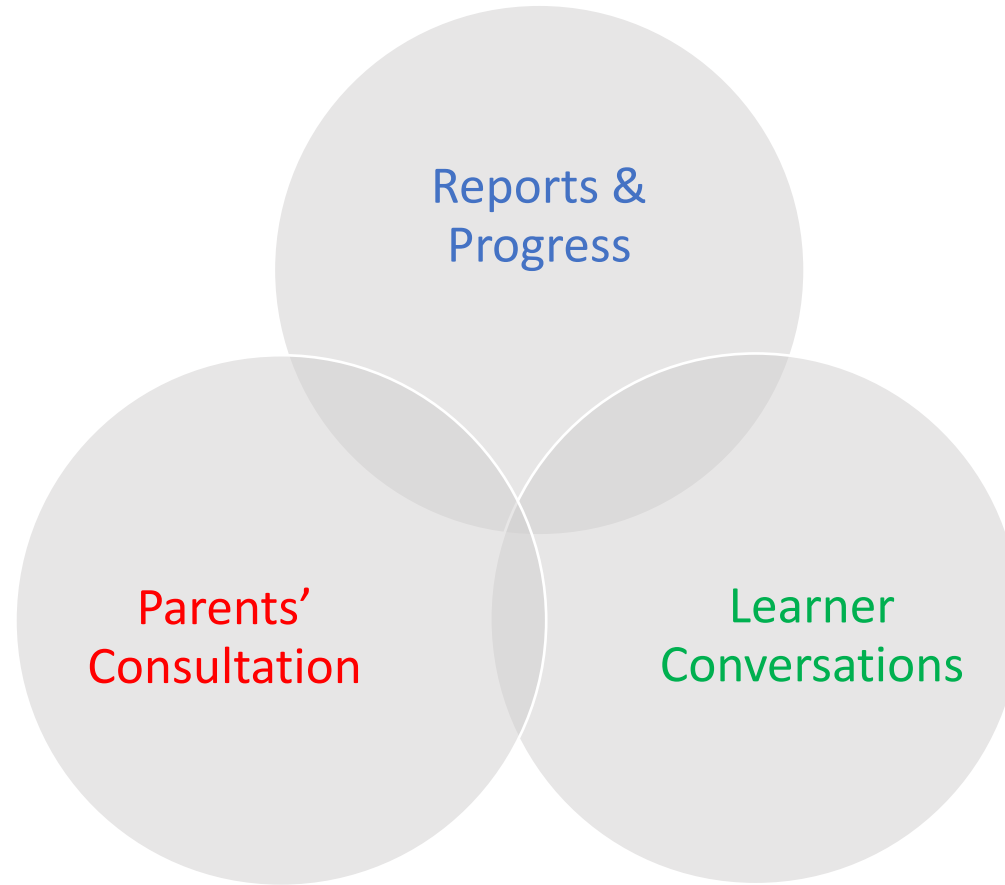 Reports &
Progress
Parents’
Consultation
Learner
Conversations